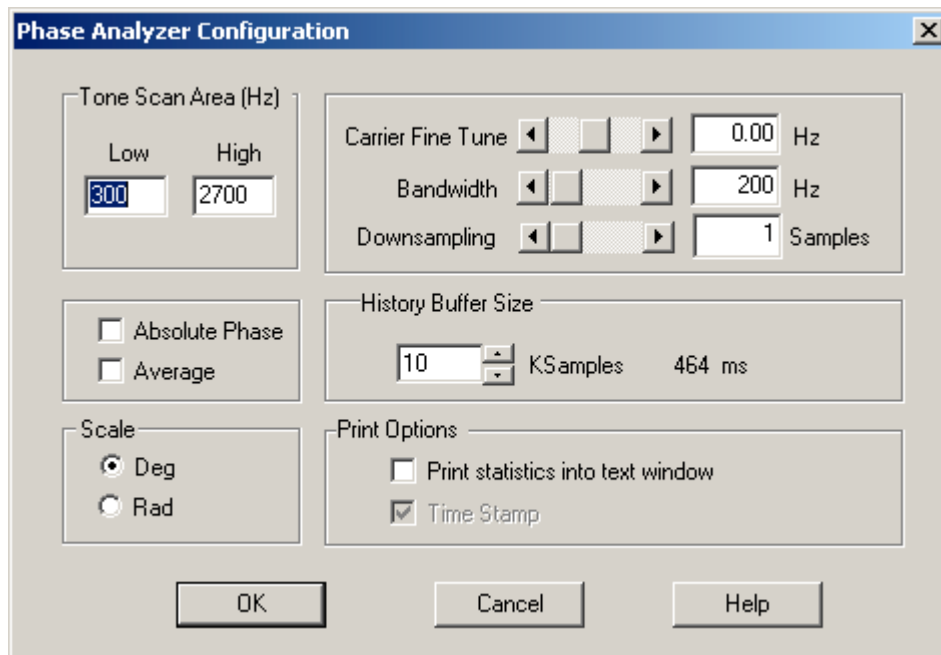 Phase Analyzer Configuration
Tone Scan Area (Hz)
Low High
300 2700
Carrier Fine Tune 0.00 Hz
Bandwidth 200 Hz
Downsampling 1 Samples
Absolute Phase
Average
History Buffer Size
10 KSamples 464 ms
Scale
Deg
Rad
Print Options
Print statistics into text window
Time Stamp
OK Cancel Help